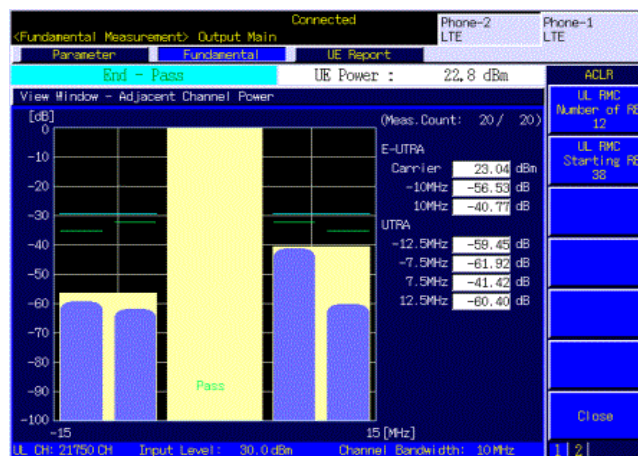 Connected
Phone-2
LTE
Phone-1
LTE
<Fundamental Measurement> Output Main
Parameter
Fundamental
UE Report
End - Pass
UE Power :
22.8 dBm
ACLR
View Window - Adjacent Channel Power
UL RMC
Number of RB
12
UL RMC
Starting RB
38
[dB]
(Meas.Count: 20/ 20)
0
-10
-20
-30
-40
-50
-60
-70
-80
-90
-100
E-UTRA
Carrier 23.04 dBm
-10MHz -56.53 dB
10MHz -40.77 dB
UTRA
-12.5MHz -59.45 dB
-7.5MHz -61.92 dB
7.5MHz -41.42 dB
12.5MHz -60.40 dB
Pass
-15
15 [MHz]
Close
UL CH: 21750 CH Input Level: 30.0 dBm Channel Bandwidth: 10 MHz
1 2